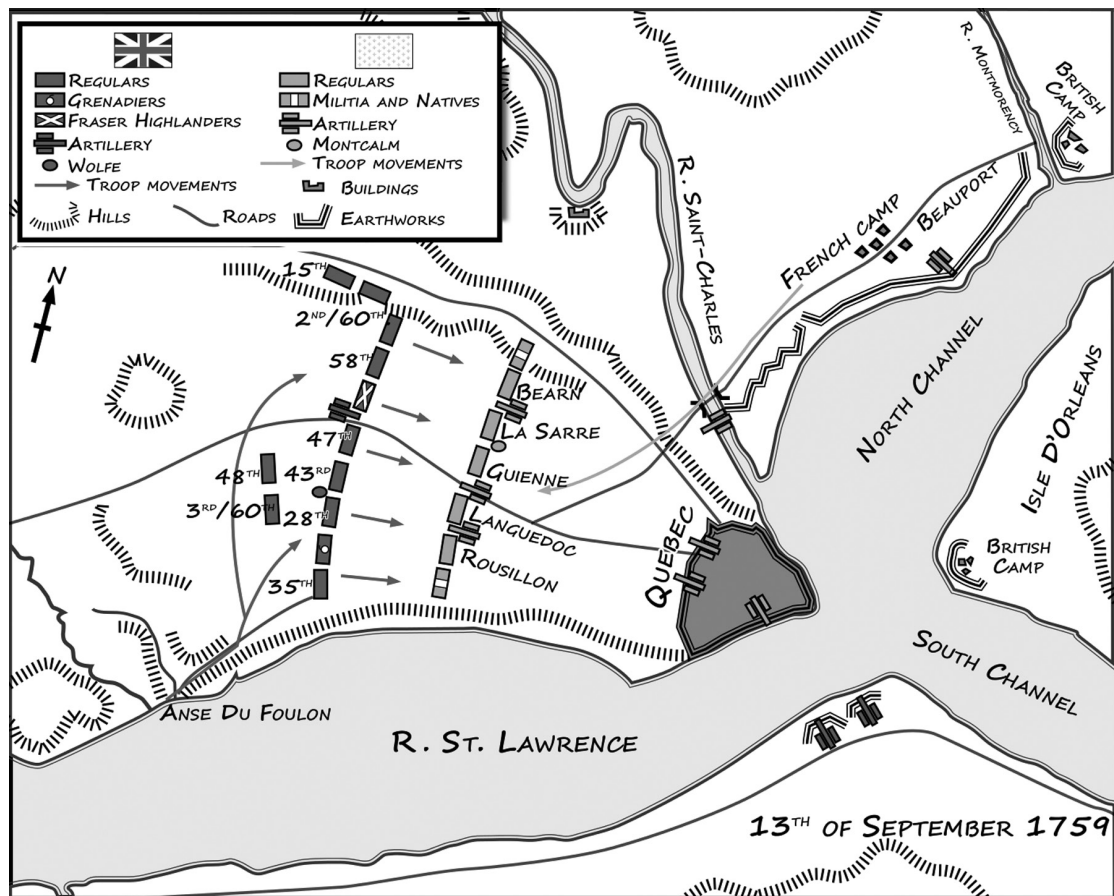 Regulars
Grenadiers
Fraser Highlanders
Artillery
Wolfe
Troop movements
Regulars
Militia and Natives
Artillery
Montcalm
Troop movements
Buildings
Hills
Roads
Earthworks
R. Montmorency
British
Camp
R. Saint-Charles
French camp
Beauport
N
15TH
2ND/60TH
58TH
47TH
48TH
43RD
3RD/60TH
28TH
35TH
Bearn
La Sarre
Guienne
Languedoc
Rousillon
Quebec
North Channel
Isle D'Orleans
British
Camp
South Channel
Anse Du Foulon
R. St. Lawrence
13TH of September 1759